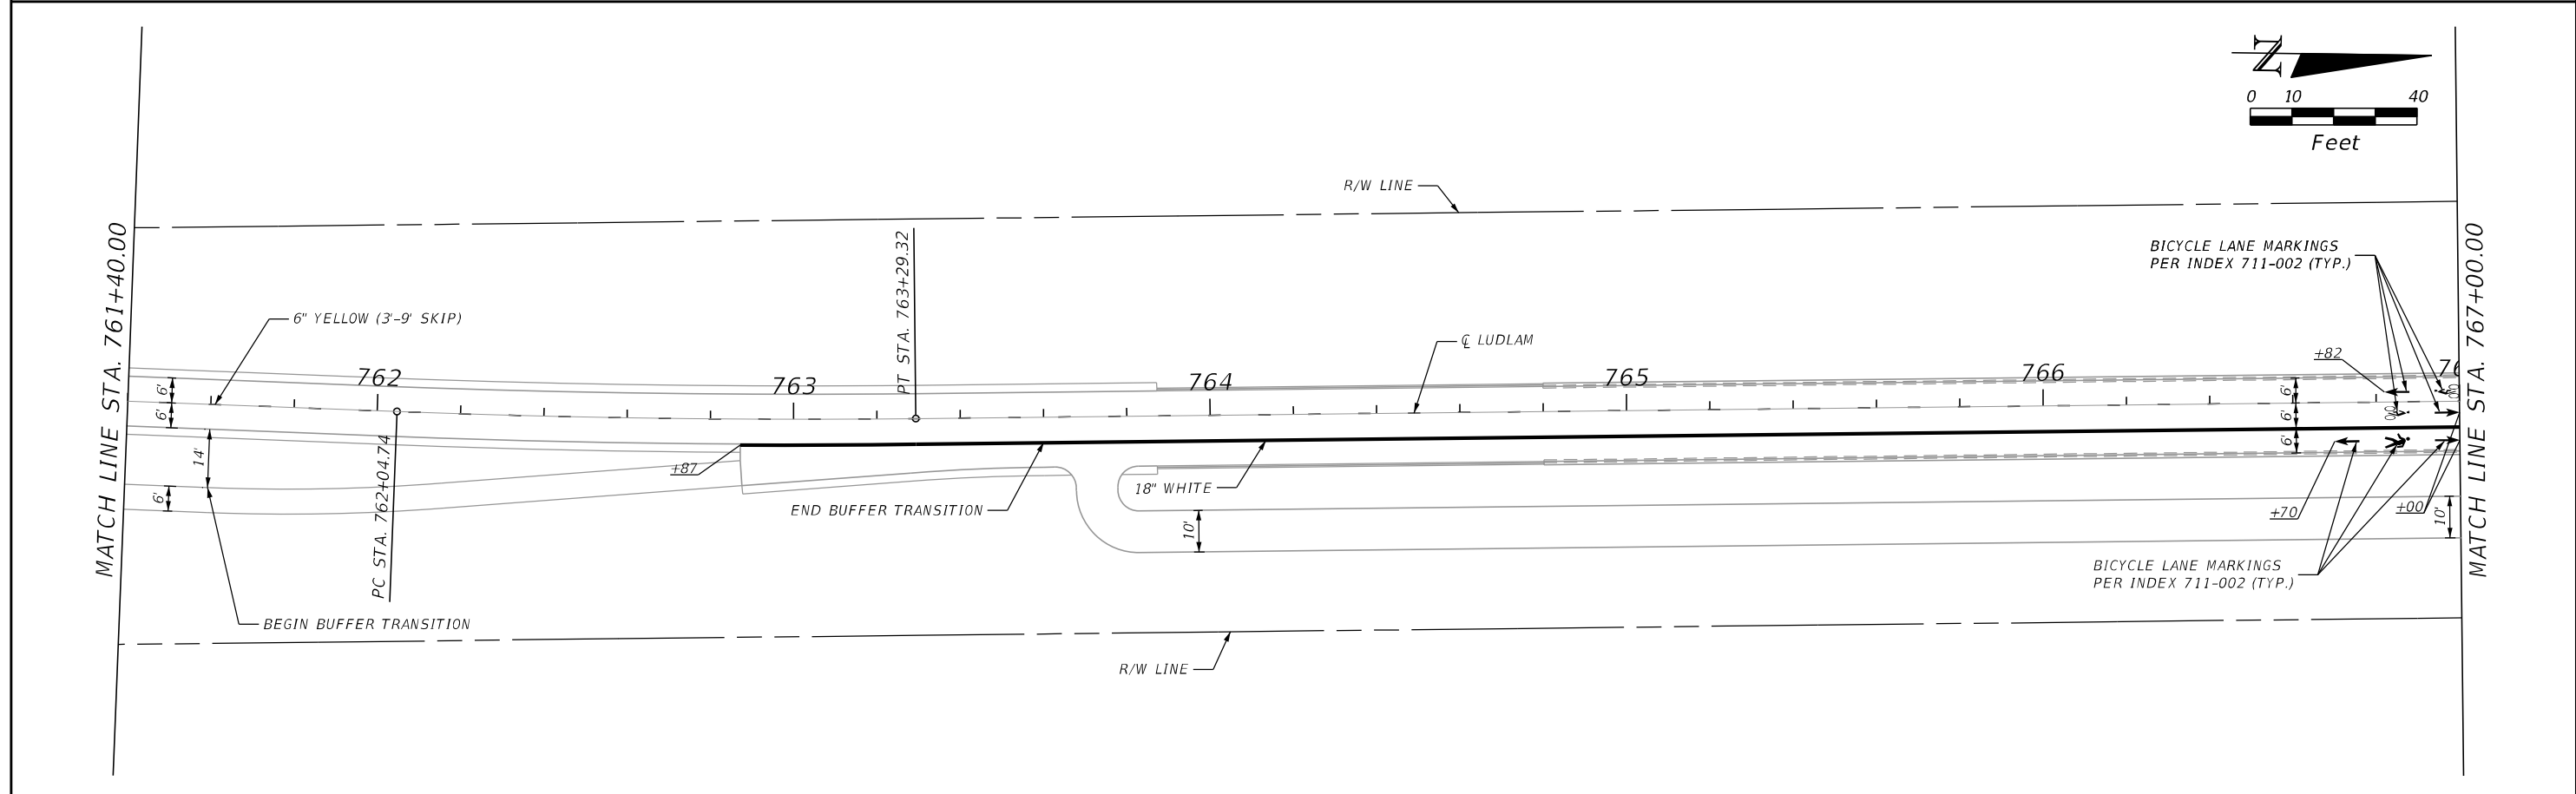 N
0 10 40
Feet
R/W LINE
BICYCLE LANE MARKINGS
PER INDEX 711-002 (TYP.)
MATCH LINE STA. 761+40.00
MATCH LINE STA. 767+00.00
PT STA. 763+29.32
6" YELLOW (3'-9' SKIP)
℄ LUDLAM
+82
762
763
764
765
766
76
6'
6'
14'
6'
6'
6'
6'
PC STA. 762+04.74
+87
18" WHITE
END BUFFER TRANSITION
10'
+70
+00
10'
BICYCLE LANE MARKINGS
PER INDEX 711-002 (TYP.)
BEGIN BUFFER TRANSITION
R/W LINE